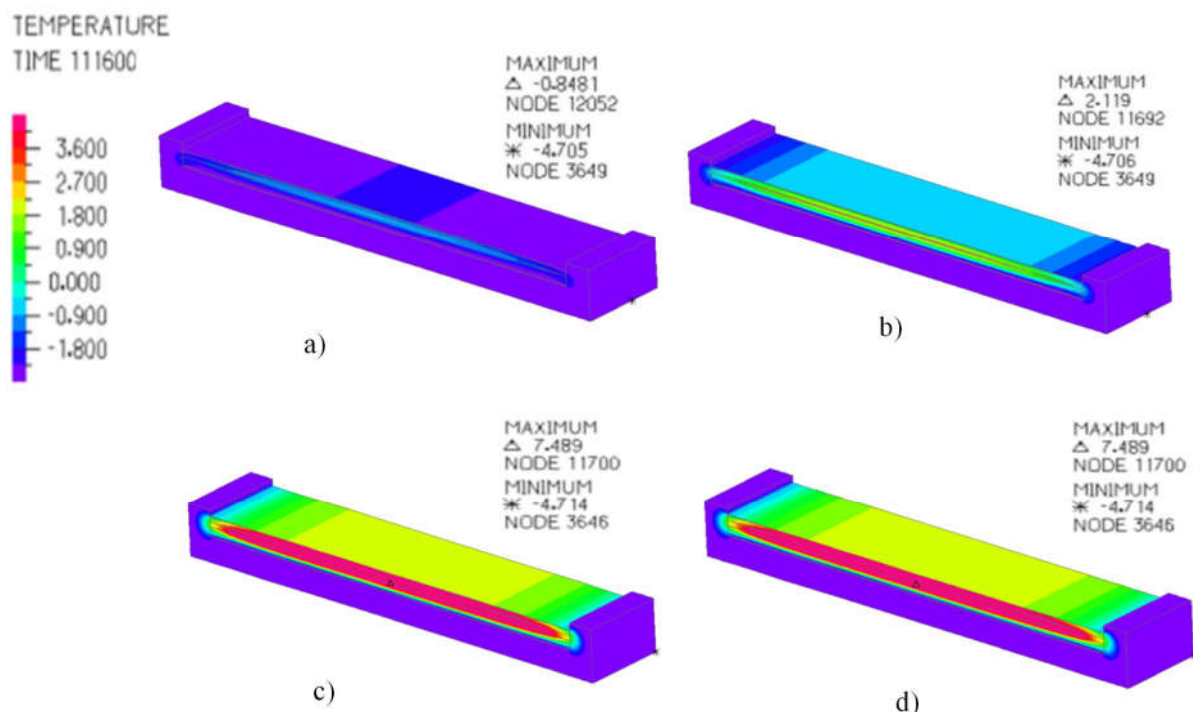 TEMPERATURE
TIME 111600
3.600
2.700
1.800
0.900
0.000
-0.900
-1.800
MAXIMUM
△ -0.8481
NODE 12052
MINIMUM
✳ -4.705
NODE 3649
a)
MAXIMUM
△ 2.119
NODE 11692
MINIMUM
✳ -4.706
NODE 3649
b)
MAXIMUM
△ 7.489
NODE 11700
MINIMUM
✳ -4.714
NODE 3646
c)
MAXIMUM
△ 7.489
NODE 11700
MINIMUM
✳ -4.714
NODE 3646
d)